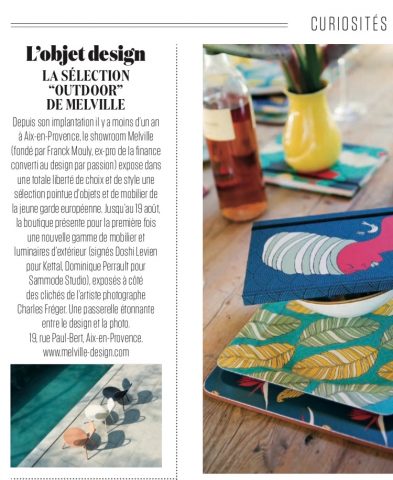 CURIOSITÉS
L'objet design
LA SÉLECTION
“OUTDOOR”
DE MELVILLE
Depuis son implantation il y a moins d'un an
à Aix-en-Provence, le showroom Melville
(fondé par Franck Mouly, ex-pro de la finance
converti au design par passion) expose dans
une totale liberté de choix et de style une
sélection pointue d'objets et de mobilier de
la jeune garde européenne. Jusqu'au 19 août,
la boutique présente pour la première fois
une nouvelle gamme de mobilier et
luminaires d'extérieur (signés Doshi Levien
pour Kettal, Dominique Perrault pour
Sammode Studio), exposés à côté
des clichés de l'artiste photographe
Charles Fréger. Une passerelle étonnante
entre le design et la photo.
19, rue Paul-Bert, Aix-en-Provence.
www.melville-design.com